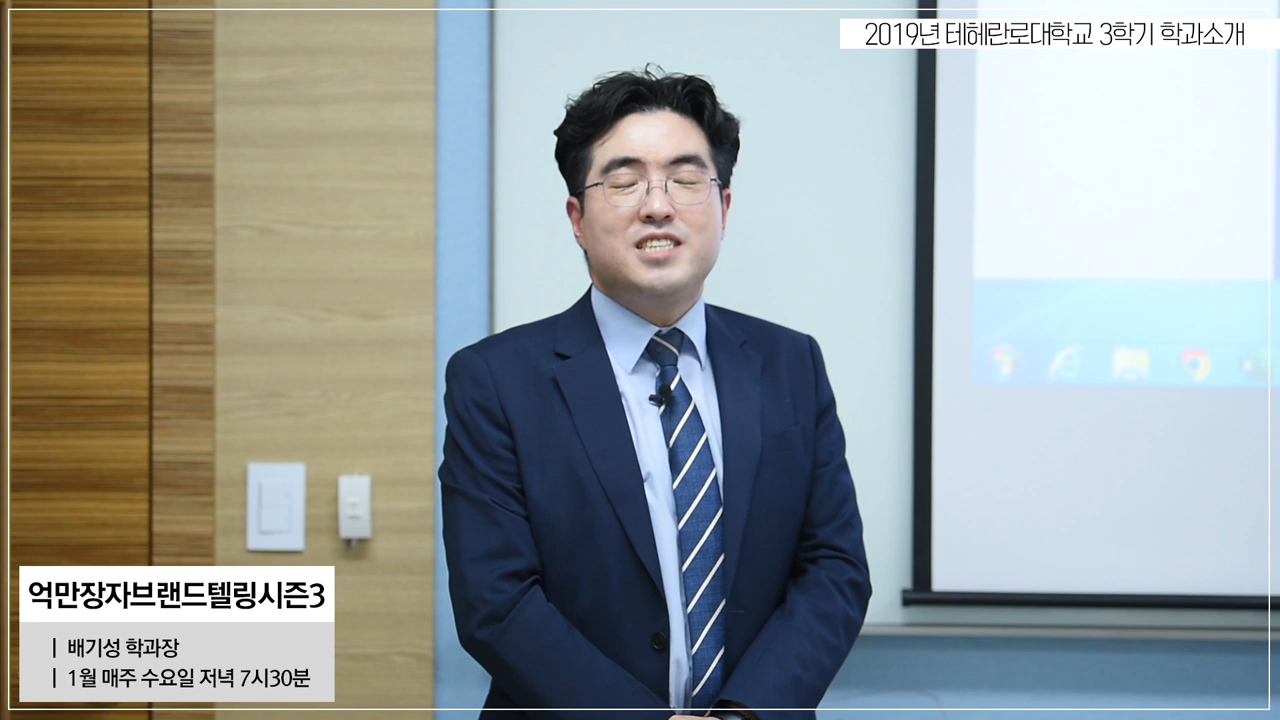 2019년 테헤란로대학교 3학기 학과소개
억만장자브랜드텔링시즌3
| 배기성 학과장
| 1월 매주 수요일 저녁 7시30분